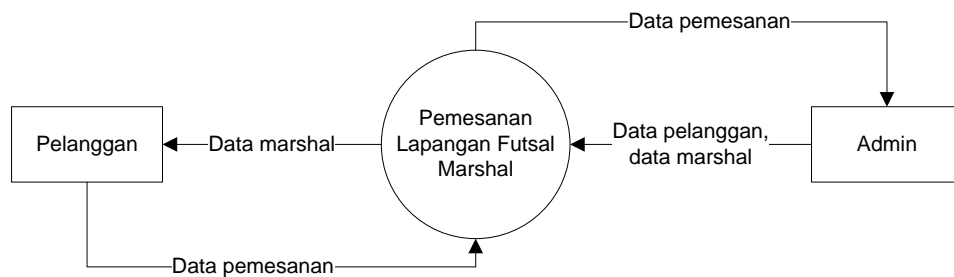 Data pemesanan
Pemesanan
Lapangan Futsal
Marshal
Pelanggan
Data marshal
Data pelanggan,
data marshal
Admin
Data pemesanan